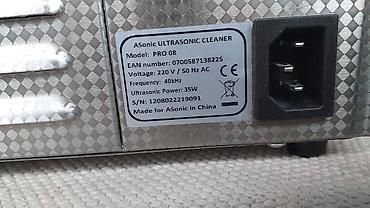 ASonic ULTRASONIC CLEANER
Model: PRO 08
EAN number: 0700587138225
Voltage: 220 V / 50 Hz AC
Frequency: 40kHz
Ultrasonic Power: 35W
S/N: 1208022219091
Made for ASonic in China
CE